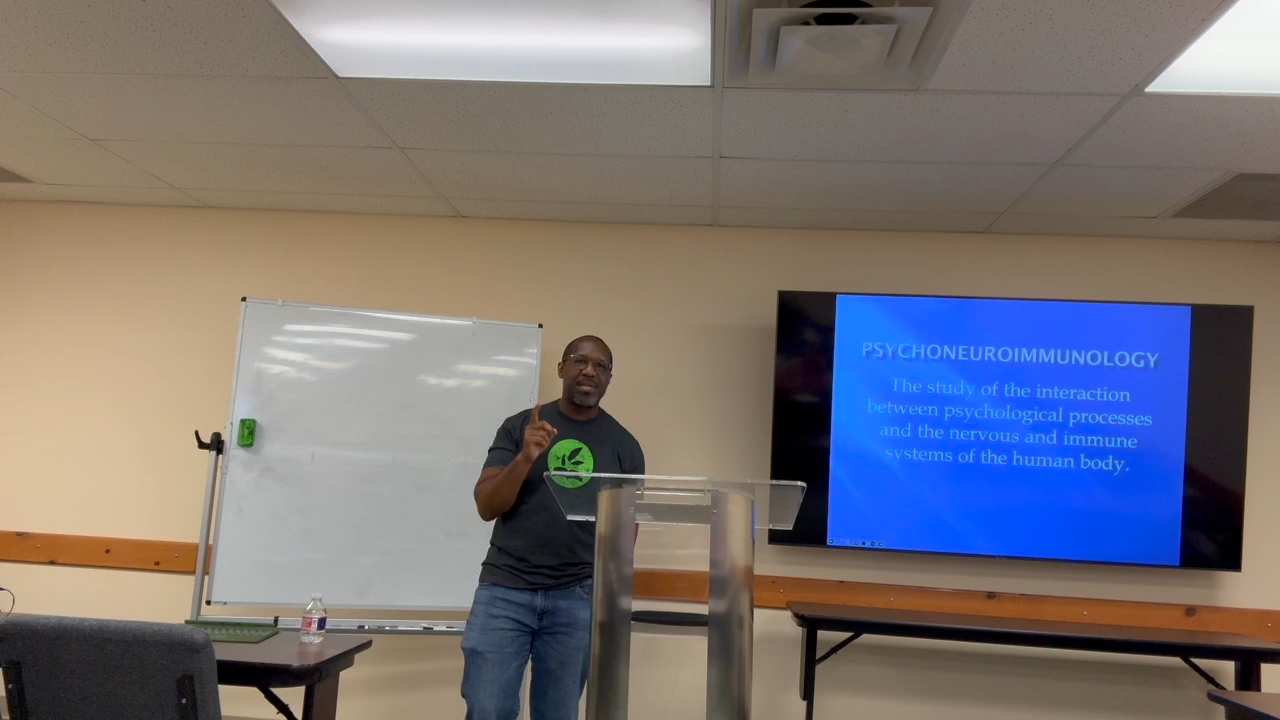 PSYCHONEUROIMMUNOLOGY
The study of the interaction
between psychological processes
and the nervous and immune
systems of the human body.